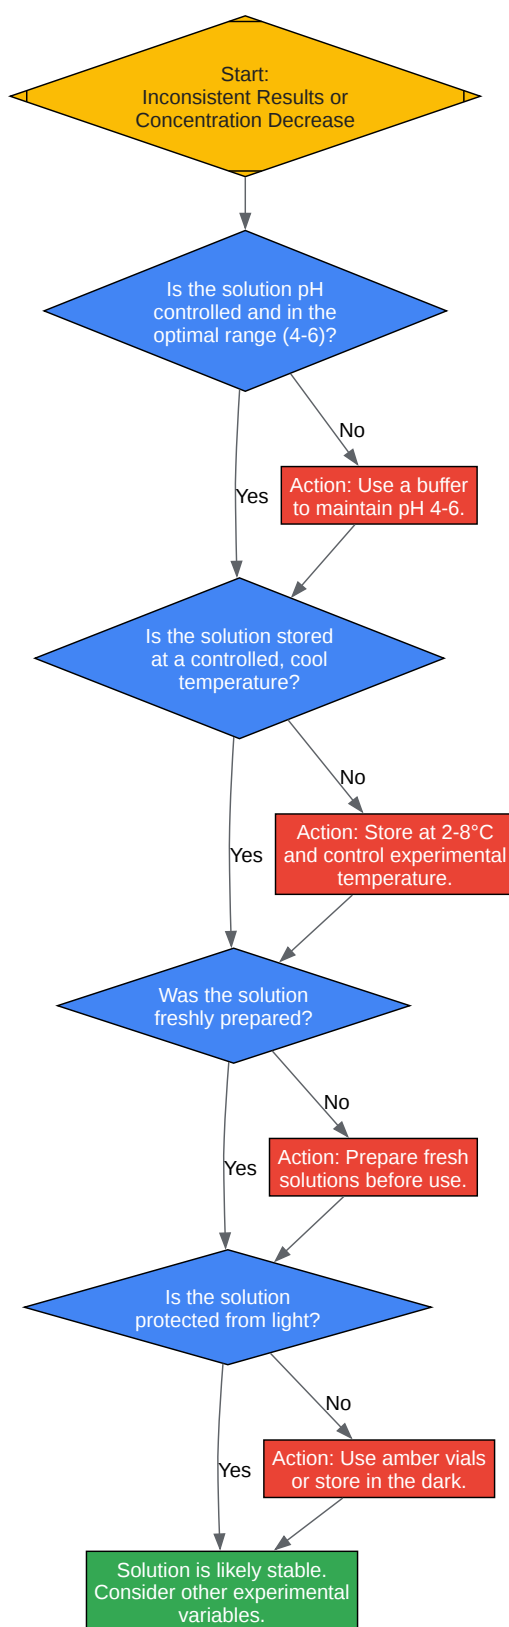 Start:
Inconsistent Results or
Concentration Decrease
Is the solution pH
controlled and in the
optimal range (4-6)?
No
Yes
Action: Use a buffer
to maintain pH 4-6.
Is the solution stored
at a controlled, cool
temperature?
No
Yes
Action: Store at 2-8°C
and control experimental
temperature.
Was the solution
freshly prepared?
No
Yes
Action: Prepare fresh
solutions before use.
Is the solution
protected from light?
No
Yes
Action: Use amber vials
or store in the dark.
Solution is likely stable.
Consider other experimental
variables.